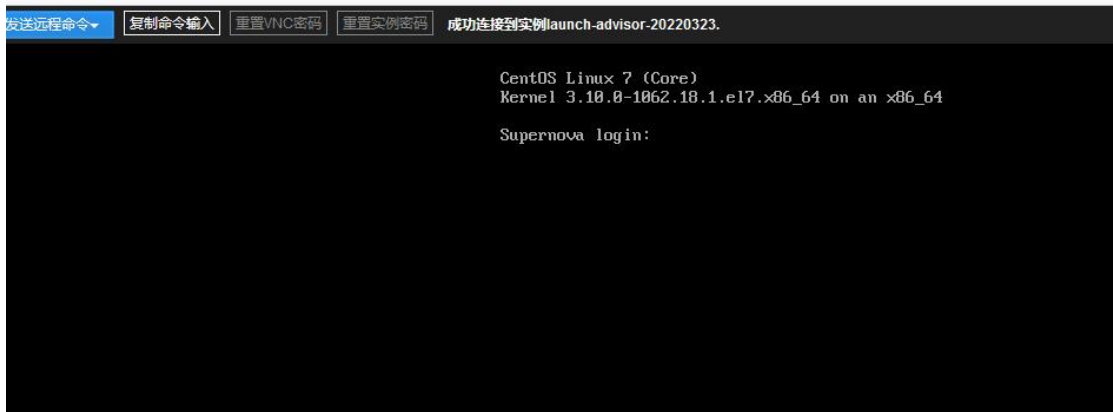 发送远程命令 复制命令输入 重置VNC密码 重置实例密码 成功连接到实例launch-advisor-20220323.
CentOS Linux 7 (Core)
Kernel 3.10.0-1062.18.1.el7.x86_64 on an x86_64
Supernova login: